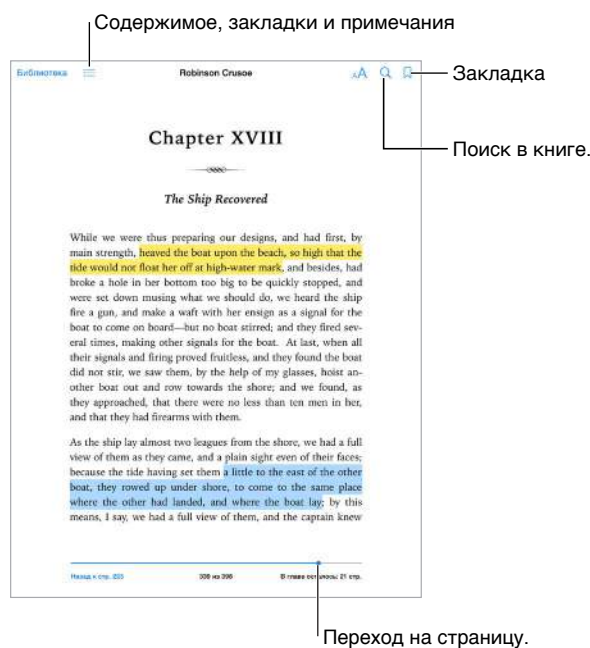 Содержимое, закладки и примечания
Библиотека
Robinson Crusoe
AA
Закладка
Поиск в книге.
Chapter XVIII
The Ship Recovered
While we were thus preparing our designs, and had first, by
main strength, heaved the boat upon the beach, so high that the
tide would not float her off at high-water mark, and besides, had
broke a hole in her bottom too big to be quickly stopped, and
were set down musing what we should do, we heard the ship
fire a gun, and make a waft with her ensign as a signal for the
boat to come on board—but no boat stirred; and they fired sev-
eral times, making other signals for the boat. At last, when all
their signals and firing proved fruitless, and they found the boat
did not stir, we saw them, by the help of my glasses, hoist an-
other boat out and row towards the shore; and we found, as
they approached, that there were no less than ten men in her,
and that they had firearms with them.
As the ship lay almost two leagues from the shore, we had a full
view of them as they came, and a plain sight even of their faces;
because the tide having set them a little to the east of the other
boat, they rowed up under shore, to come to the same place
where the other had landed, and where the boat lay; by this
means, I say, we had a full view of them, and the captain knew
Назад к стр.
из
В главе осталось: 21 стр.
Переход на страницу.